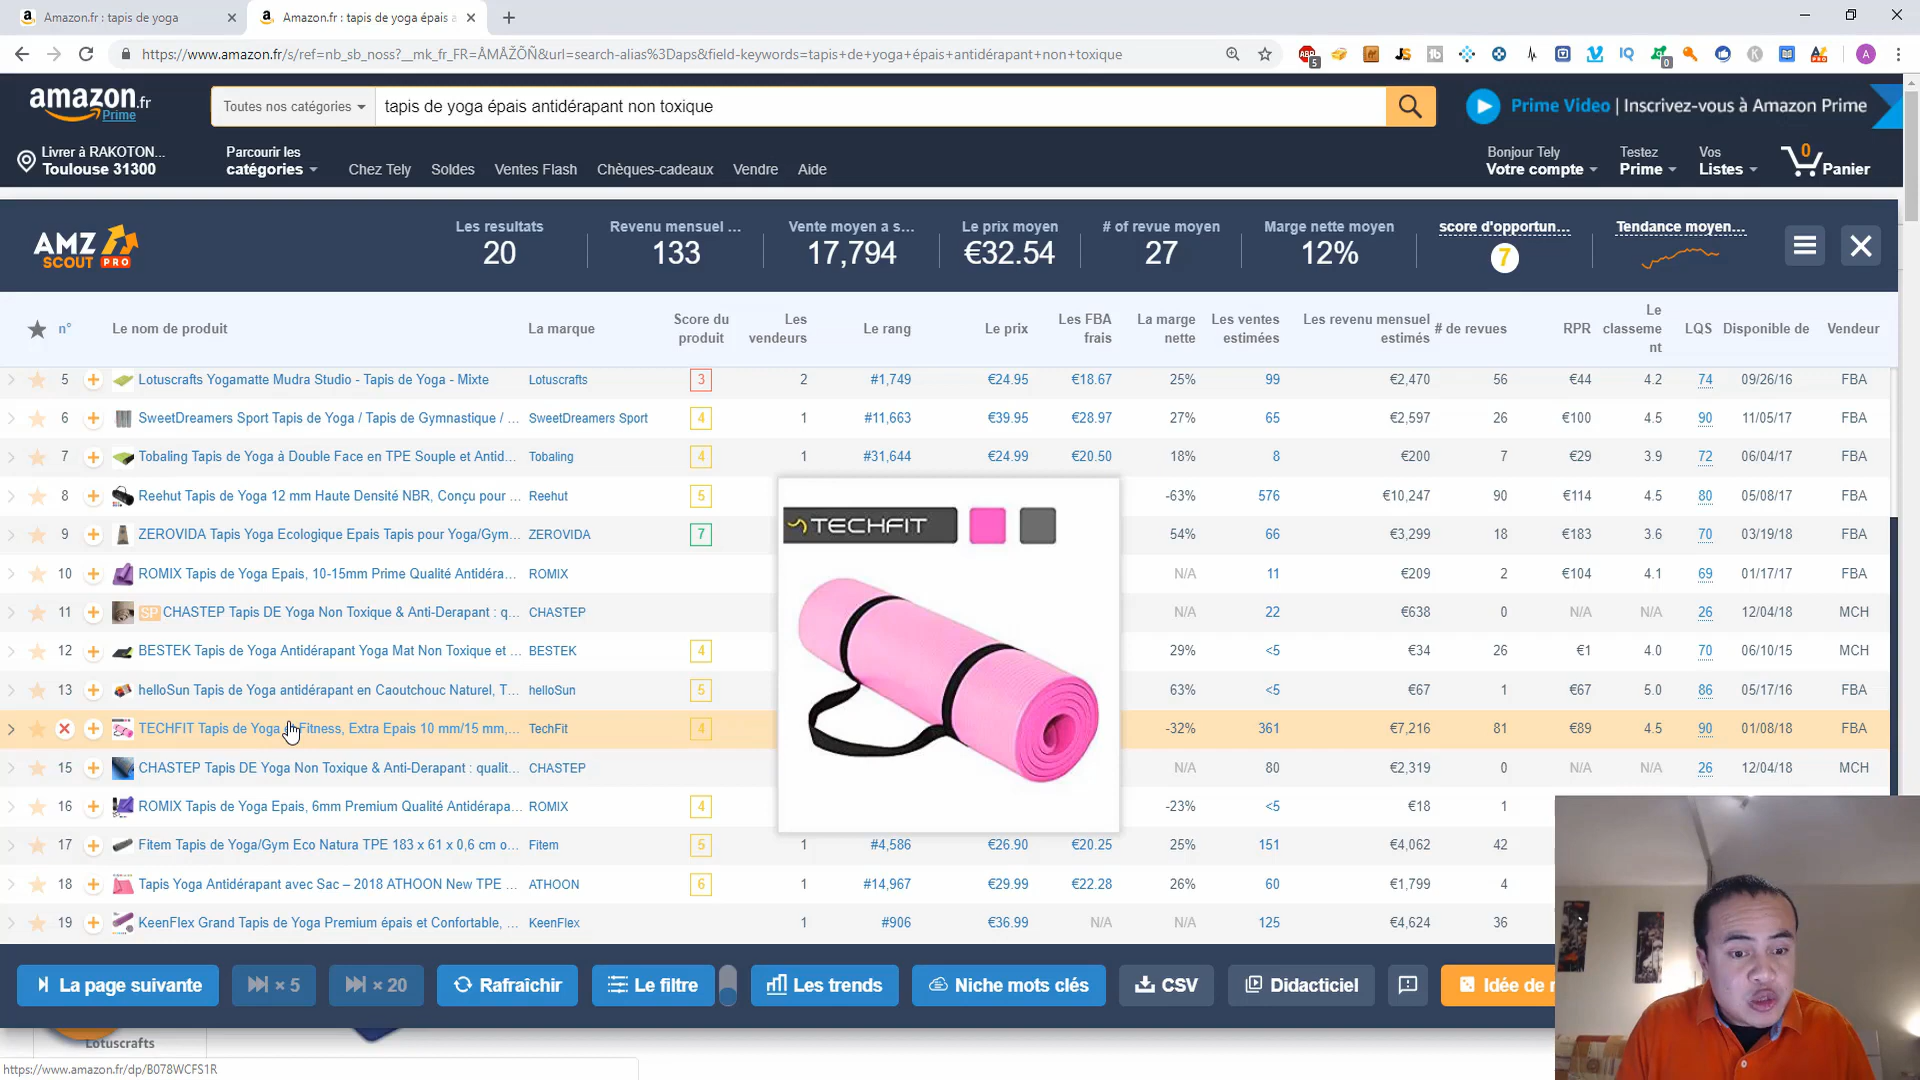 Amazon.fr : tapis de yoga
Amazon.fr : tapis de yoga épais a
https://www.amazon.fr/s/ref=nb_sb_noss?__mk_fr_FR=ÅMÅŽÕÑ&url=search-alias%3Daps&field-keywords=tapis+de+yoga+épais+antidérapant+non+toxique
amazon.fr
Prime
Toutes nos catégories
tapis de yoga épais antidérapant non toxique
Prime Video | Inscrivez-vous à Amazon Prime
Livrer à RAKOTON...
Toulouse 31300
Parcourir les
catégories
Chez Tely Soldes Ventes Flash Chèques-cadeaux Vendre Aide
Bonjour Tely
Votre compte
Testez
Prime
Vos
Listes
0
Panier
AMZ
SCOUT PRO
Les resultats
20
Revenu mensuel ...
133
Vente moyen a s...
17,794
Le prix moyen
€32.54
# of revue moyen
27
Marge nette moyen
12%
score d'opportun...
7
Tendance moyen...
n° Le nom de produit La marque Score du produit Les vendeurs Le rang Le prix Les FBA frais La marge nette Les ventes estimées Les revenu mensuel estimés # de revues RPR Le classeme nt LQS Disponible de Vendeur
5 Lotuscrafts Yogamatte Mudra Studio - Tapis de Yoga - Mixte Lotuscrafts 3 2 #1,749 €24.95 €18.67 25% 99 €2,470 56 €44 4.2 74 09/26/16 FBA
6 SweetDreamers Sport Tapis de Yoga / Tapis de Gymnastique / ... SweetDreamers Sport 4 1 #11,663 €39.95 €28.97 27% 65 €2,597 26 €100 4.5 90 11/05/17 FBA
7 Tobaling Tapis de Yoga à Double Face en TPE Souple et Antid... Tobaling 4 1 #31,644 €24.99 €20.50 18% 8 €200 7 €29 3.9 72 06/04/17 FBA
8 Reehut Tapis de Yoga 12 mm Haute Densité NBR, Conçu pour ... Reehut 5 -63% 576 €10,247 90 €114 4.5 80 05/08/17 FBA
9 ZEROVIDA Tapis Yoga Ecologique Epais Tapis pour Yoga/Gym... ZEROVIDA 7 54% 66 €3,299 18 €183 3.6 70 03/19/18 FBA
10 ROMIX Tapis de Yoga Epais, 10-15mm Prime Qualité Antidéra... ROMIX N/A 11 €209 2 €104 4.1 69 01/17/17 FBA
11 SP CHASTEP Tapis DE Yoga Non Toxique & Anti-Derapant : q... CHASTEP N/A 22 €638 0 N/A N/A 26 12/04/18 MCH
12 BESTEK Tapis de Yoga Antidérapant Yoga Mat Non Toxique et ... BESTEK 4 29% <5 €34 26 €1 4.0 70 06/10/15 MCH
13 helloSun Tapis de Yoga antidérapant en Caoutchouc Naturel, T... helloSun 5 63% <5 €67 1 €67 5.0 86 05/17/16 FBA
TECHFIT Tapis de Yoga Fitness, Extra Epais 10 mm/15 mm,... TechFit 4 -32% 361 €7,216 81 €89 4.5 90 01/08/18 FBA
15 CHASTEP Tapis DE Yoga Non Toxique & Anti-Derapant : qualit... CHASTEP N/A 80 €2,319 0 N/A N/A 26 12/04/18 MCH
16 ROMIX Tapis de Yoga Epais, 6mm Premium Qualité Antidérapa... ROMIX 4 -23% <5 €18 1
17 Fitem Tapis de Yoga/Gym Eco Natura TPE 183 x 61 x 0,6 cm o... Fitem 5 1 #4,586 €26.90 €20.25 25% 151 €4,062 42
18 Tapis Yoga Antidérapant avec Sac – 2018 ATHOON New TPE ... ATHOON 6 1 #14,967 €29.99 €22.28 26% 60 €1,799 4
19 KeenFlex Grand Tapis de Yoga Premium épais et Confortable, ... KeenFlex 1 #906 €36.99 N/A N/A 125 €4,624 36
TECHFIT
La page suivante × 5 × 20 Rafraîchir Le filtre Les trends Niche mots clés CSV Didacticiel Idée de
Lotuscrafts
https://www.amazon.fr/dp/B078WCFS1R